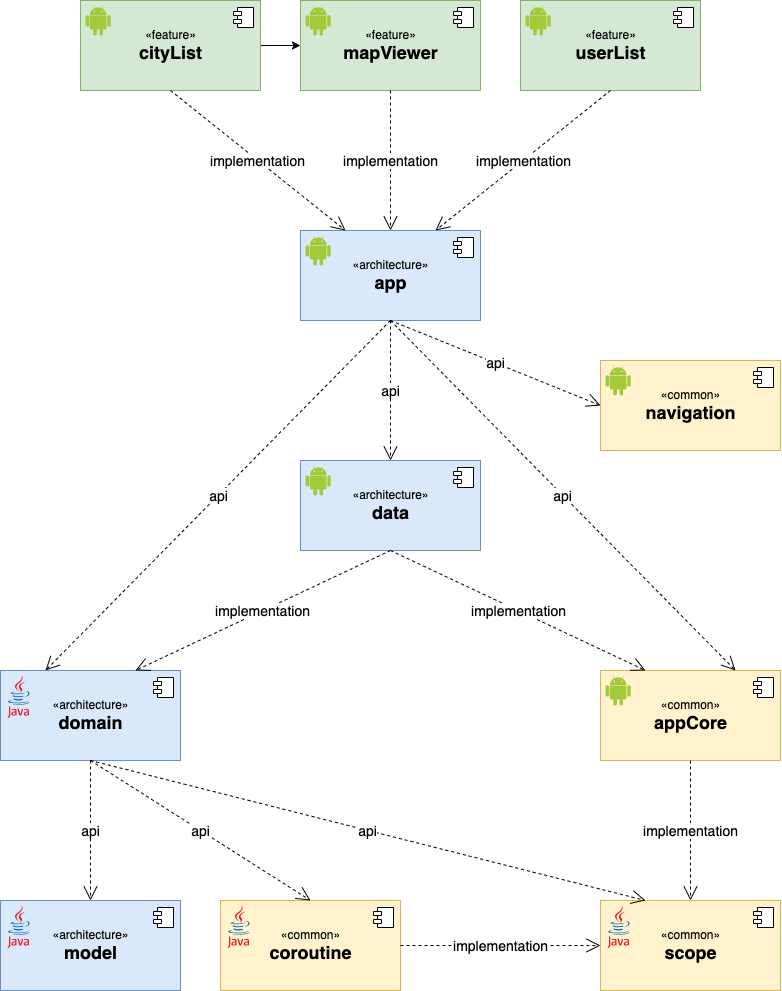 «feature»
cityList
«feature»
mapViewer
«feature»
userList
implementation
implementation
implementation
«architecture»
app
api
api
«common»
navigation
api
api
«architecture»
data
implementation
implementation
Java
«architecture»
domain
«common»
appCore
api
api
api
implementation
Java
«architecture»
model
Java
«common»
coroutine
implementation
Java
«common»
scope